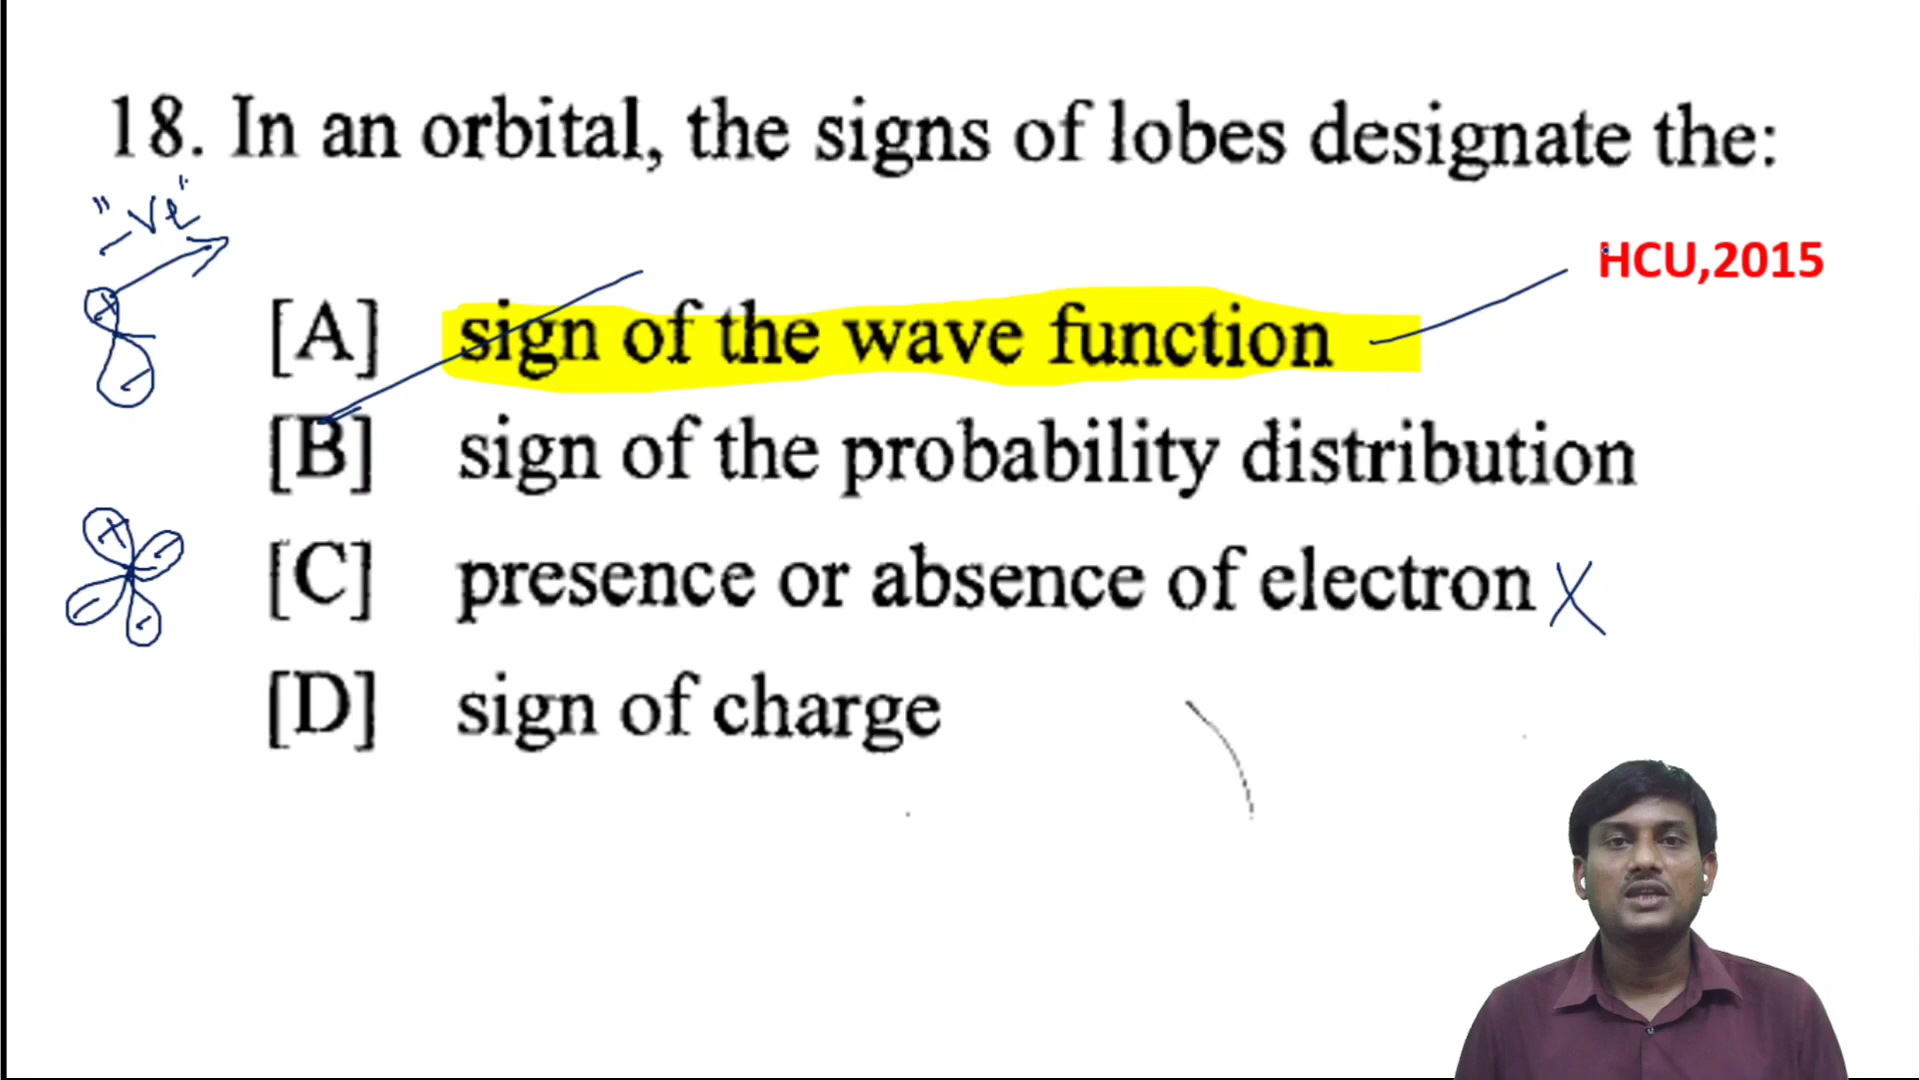 18. In an orbital, the signs of lobes designate the:
"-ve"
HCU,2015
+
-
[A] sign of the wave function
[B] sign of the probability distribution
+ -
- -
[C] presence or absence of electron X
[D] sign of charge